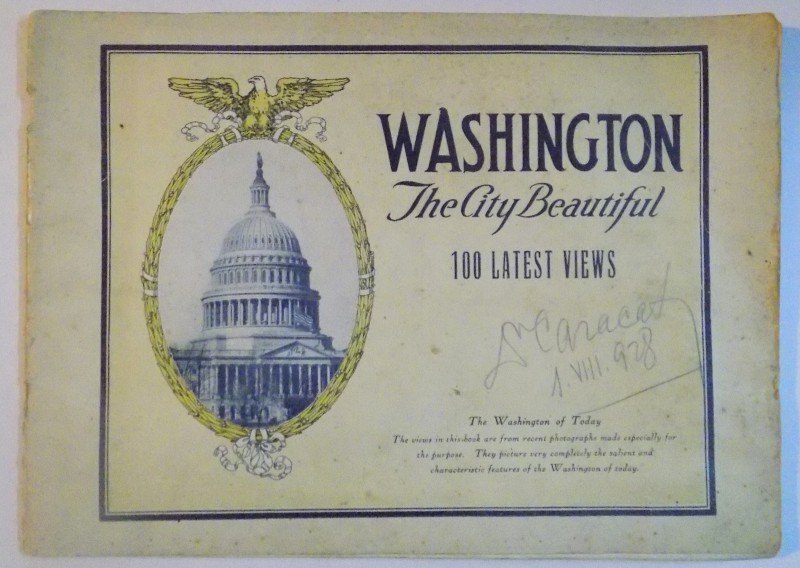 WASHINGTON
The City Beautiful
100 LATEST VIEWS
1. VIII. 928
The Washington of Today
The views in this book are from recent photographs made especially for
the purpose. They picture very completely the salient and
characteristic features of the Washington of today.